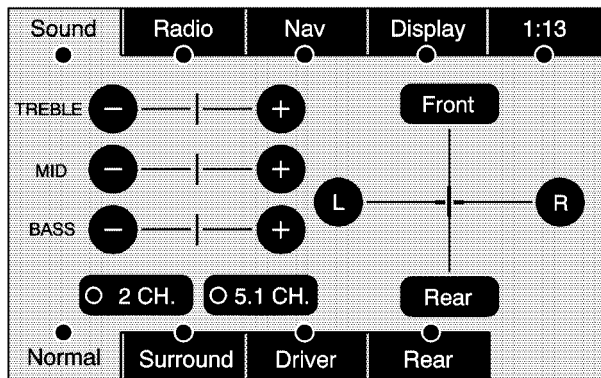 Sound Radio Nav Display 1:13
TREBLE − +
Front
MID − +
L R
BASS − +
2 CH. 5.1 CH.
Rear
Normal Surround Driver Rear